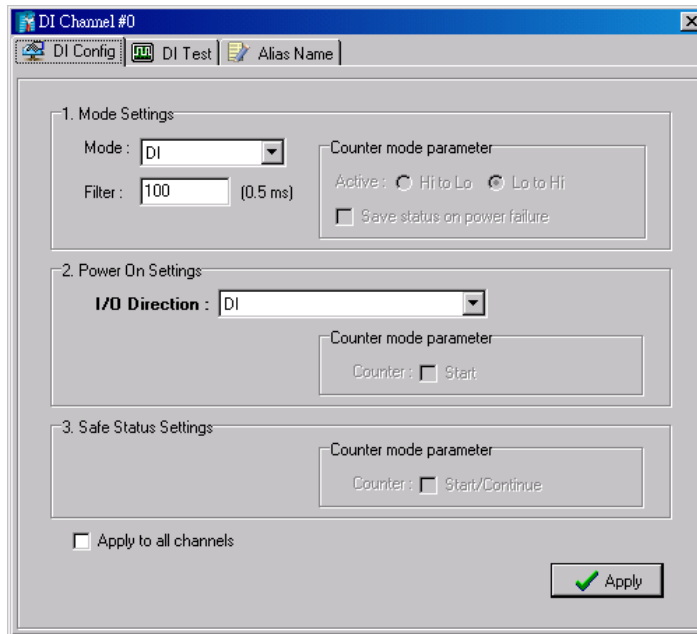 DI Channel #0
DI Config DI Test Alias Name
1. Mode Settings
Mode : DI
Filter : 100 (0.5 ms)
Counter mode parameter
Active : Hi to Lo Lo to Hi
Save status on power failure
2. Power On Settings
I/O Direction : DI
Counter mode parameter
Counter : Start
3. Safe Status Settings
Counter mode parameter
Counter : Start/Continue
Apply to all channels
Apply